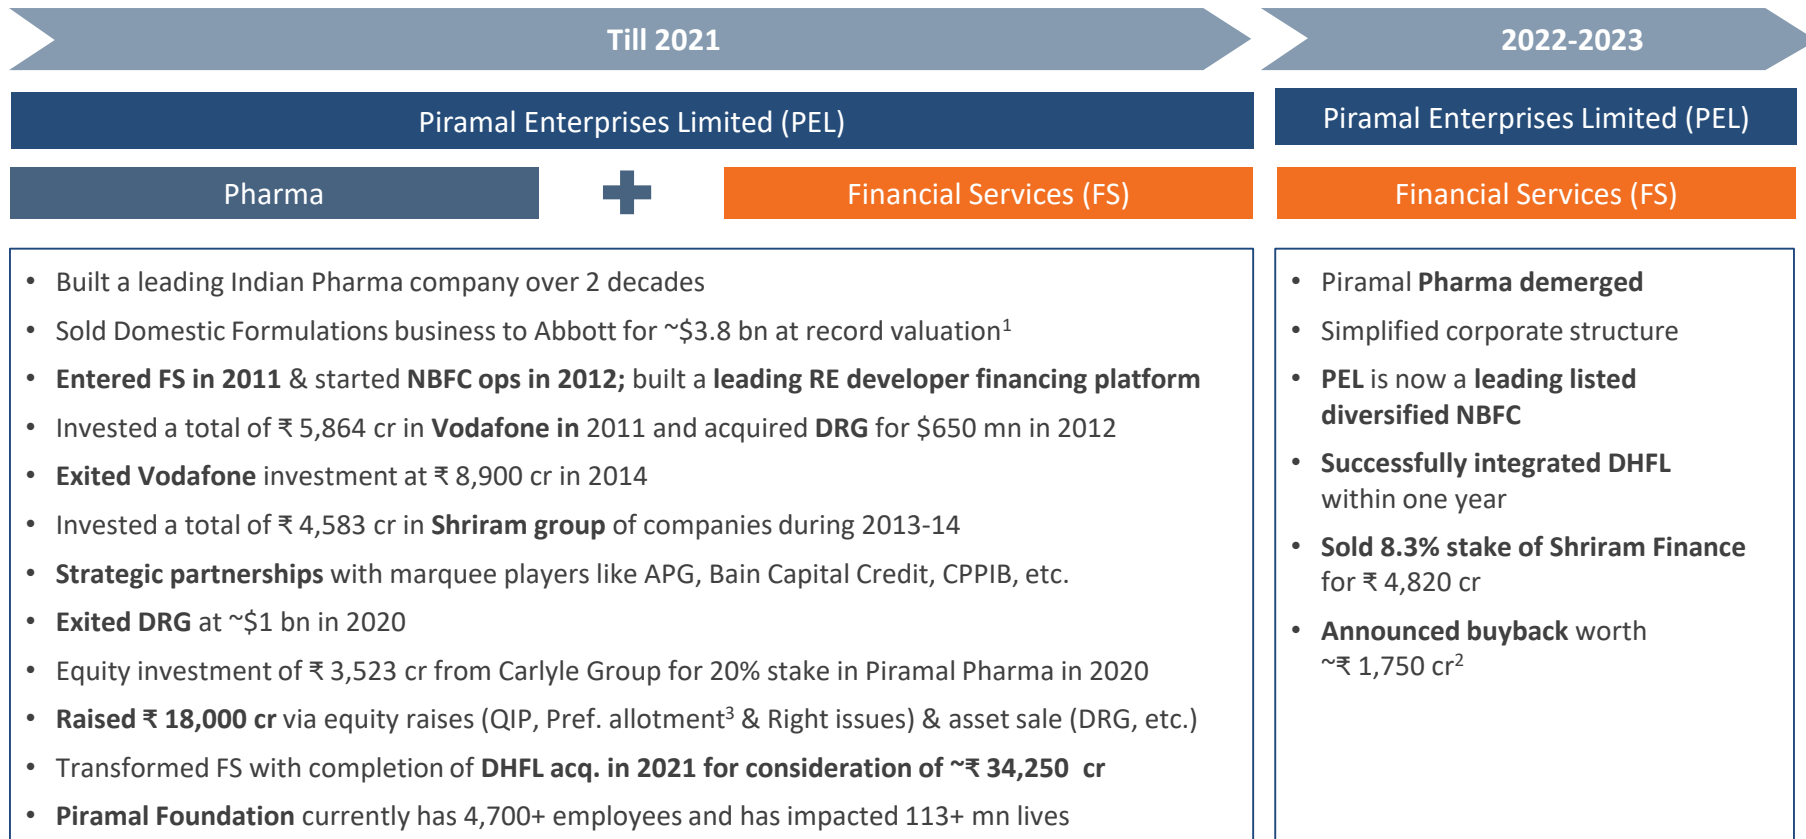 Till 2021
2022-2023
Piramal Enterprises Limited (PEL)
Piramal Enterprises Limited (PEL)
Pharma
Financial Services (FS)
Financial Services (FS)
• Built a leading Indian Pharma company over 2 decades
• Sold Domestic Formulations business to Abbott for ~$3.8 bn at record valuation¹
• Entered FS in 2011 & started NBFC ops in 2012; built a leading RE developer financing platform
• Invested a total of ₹ 5,864 cr in Vodafone in 2011 and acquired DRG for $650 mn in 2012
• Exited Vodafone investment at ₹ 8,900 cr in 2014
• Invested a total of ₹ 4,583 cr in Shriram group of companies during 2013-14
• Strategic partnerships with marquee players like APG, Bain Capital Credit, CPPIB, etc.
• Exited DRG at ~$1 bn in 2020
• Equity investment of ₹ 3,523 cr from Carlyle Group for 20% stake in Piramal Pharma in 2020
• Raised ₹ 18,000 cr via equity raises (QIP, Pref. allotment³ & Right issues) & asset sale (DRG, etc.)
• Transformed FS with completion of DHFL acq. in 2021 for consideration of ~₹ 34,250 cr
• Piramal Foundation currently has 4,700+ employees and has impacted 113+ mn lives
• Piramal Pharma demerged
• Simplified corporate structure
• PEL is now a leading listed
diversified NBFC
• Successfully integrated DHFL
within one year
• Sold 8.3% stake of Shriram Finance
for ₹ 4,820 cr
• Announced buyback worth
~₹ 1,750 cr²